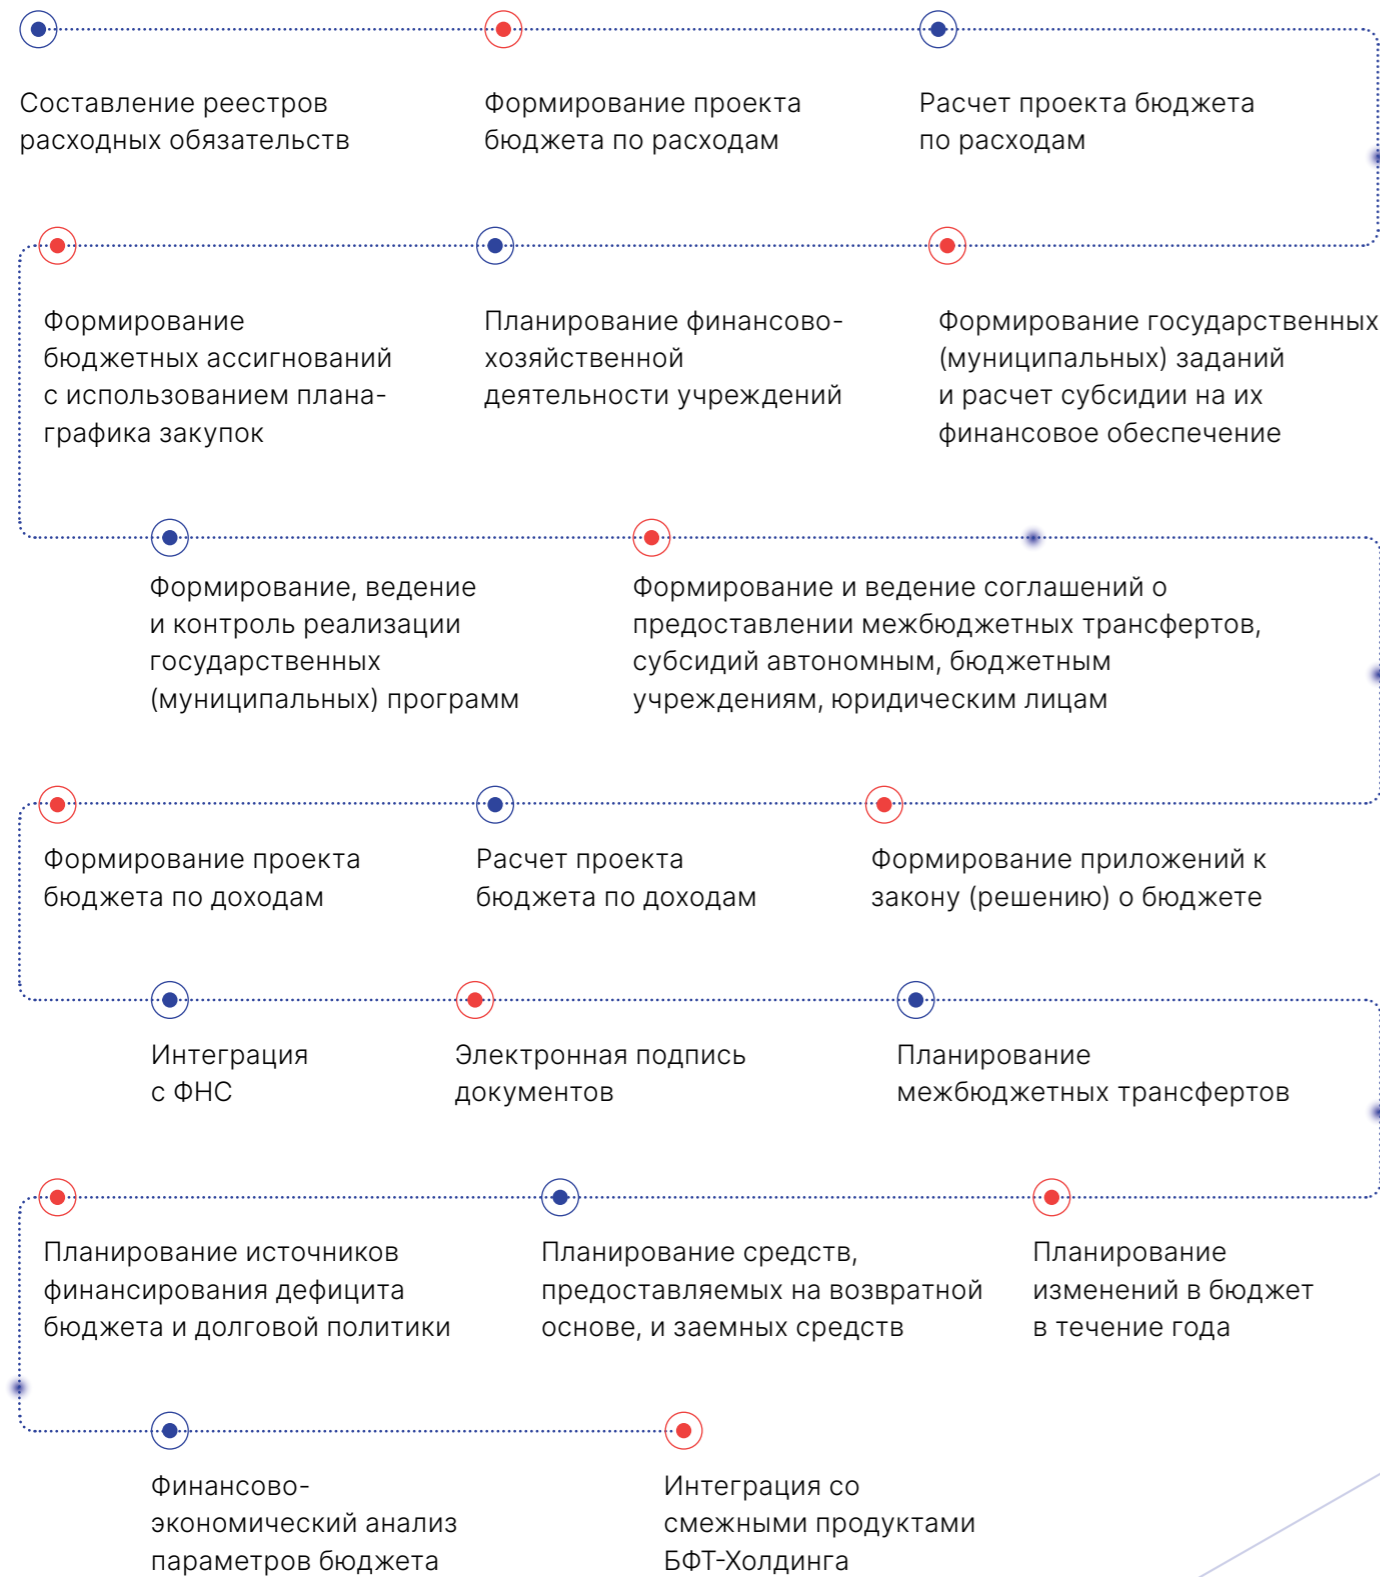 Составление реестров
расходных обязательств
Формирование проекта
бюджета по расходам
Расчет проекта бюджета
по расходам
Формирование
бюджетных ассигнований
с использованием плана-
графика закупок
Планирование финансово-
хозяйственной
деятельности учреждений
Формирование государственных
(муниципальных) заданий
и расчет субсидии на их
финансовое обеспечение
Формирование, ведение
и контроль реализации
государственных
(муниципальных) программ
Формирование и ведение соглашений о
предоставлении межбюджетных трансфертов,
субсидий автономным, бюджетным
учреждениям, юридическим лицам
Формирование проекта
бюджета по доходам
Расчет проекта
бюджета по доходам
Формирование приложений к
закону (решению) о бюджете
Интеграция
с ФНС
Электронная подпись
документов
Планирование
межбюджетных трансфертов
Планирование источников
финансирования дефицита
бюджета и долговой политики
Планирование средств,
предоставляемых на возвратной
основе, и заемных средств
Планирование
изменений в бюджет
в течение года
Финансово-
экономический анализ
параметров бюджета
Интеграция со
смежными продуктами
БФТ-Холдинга